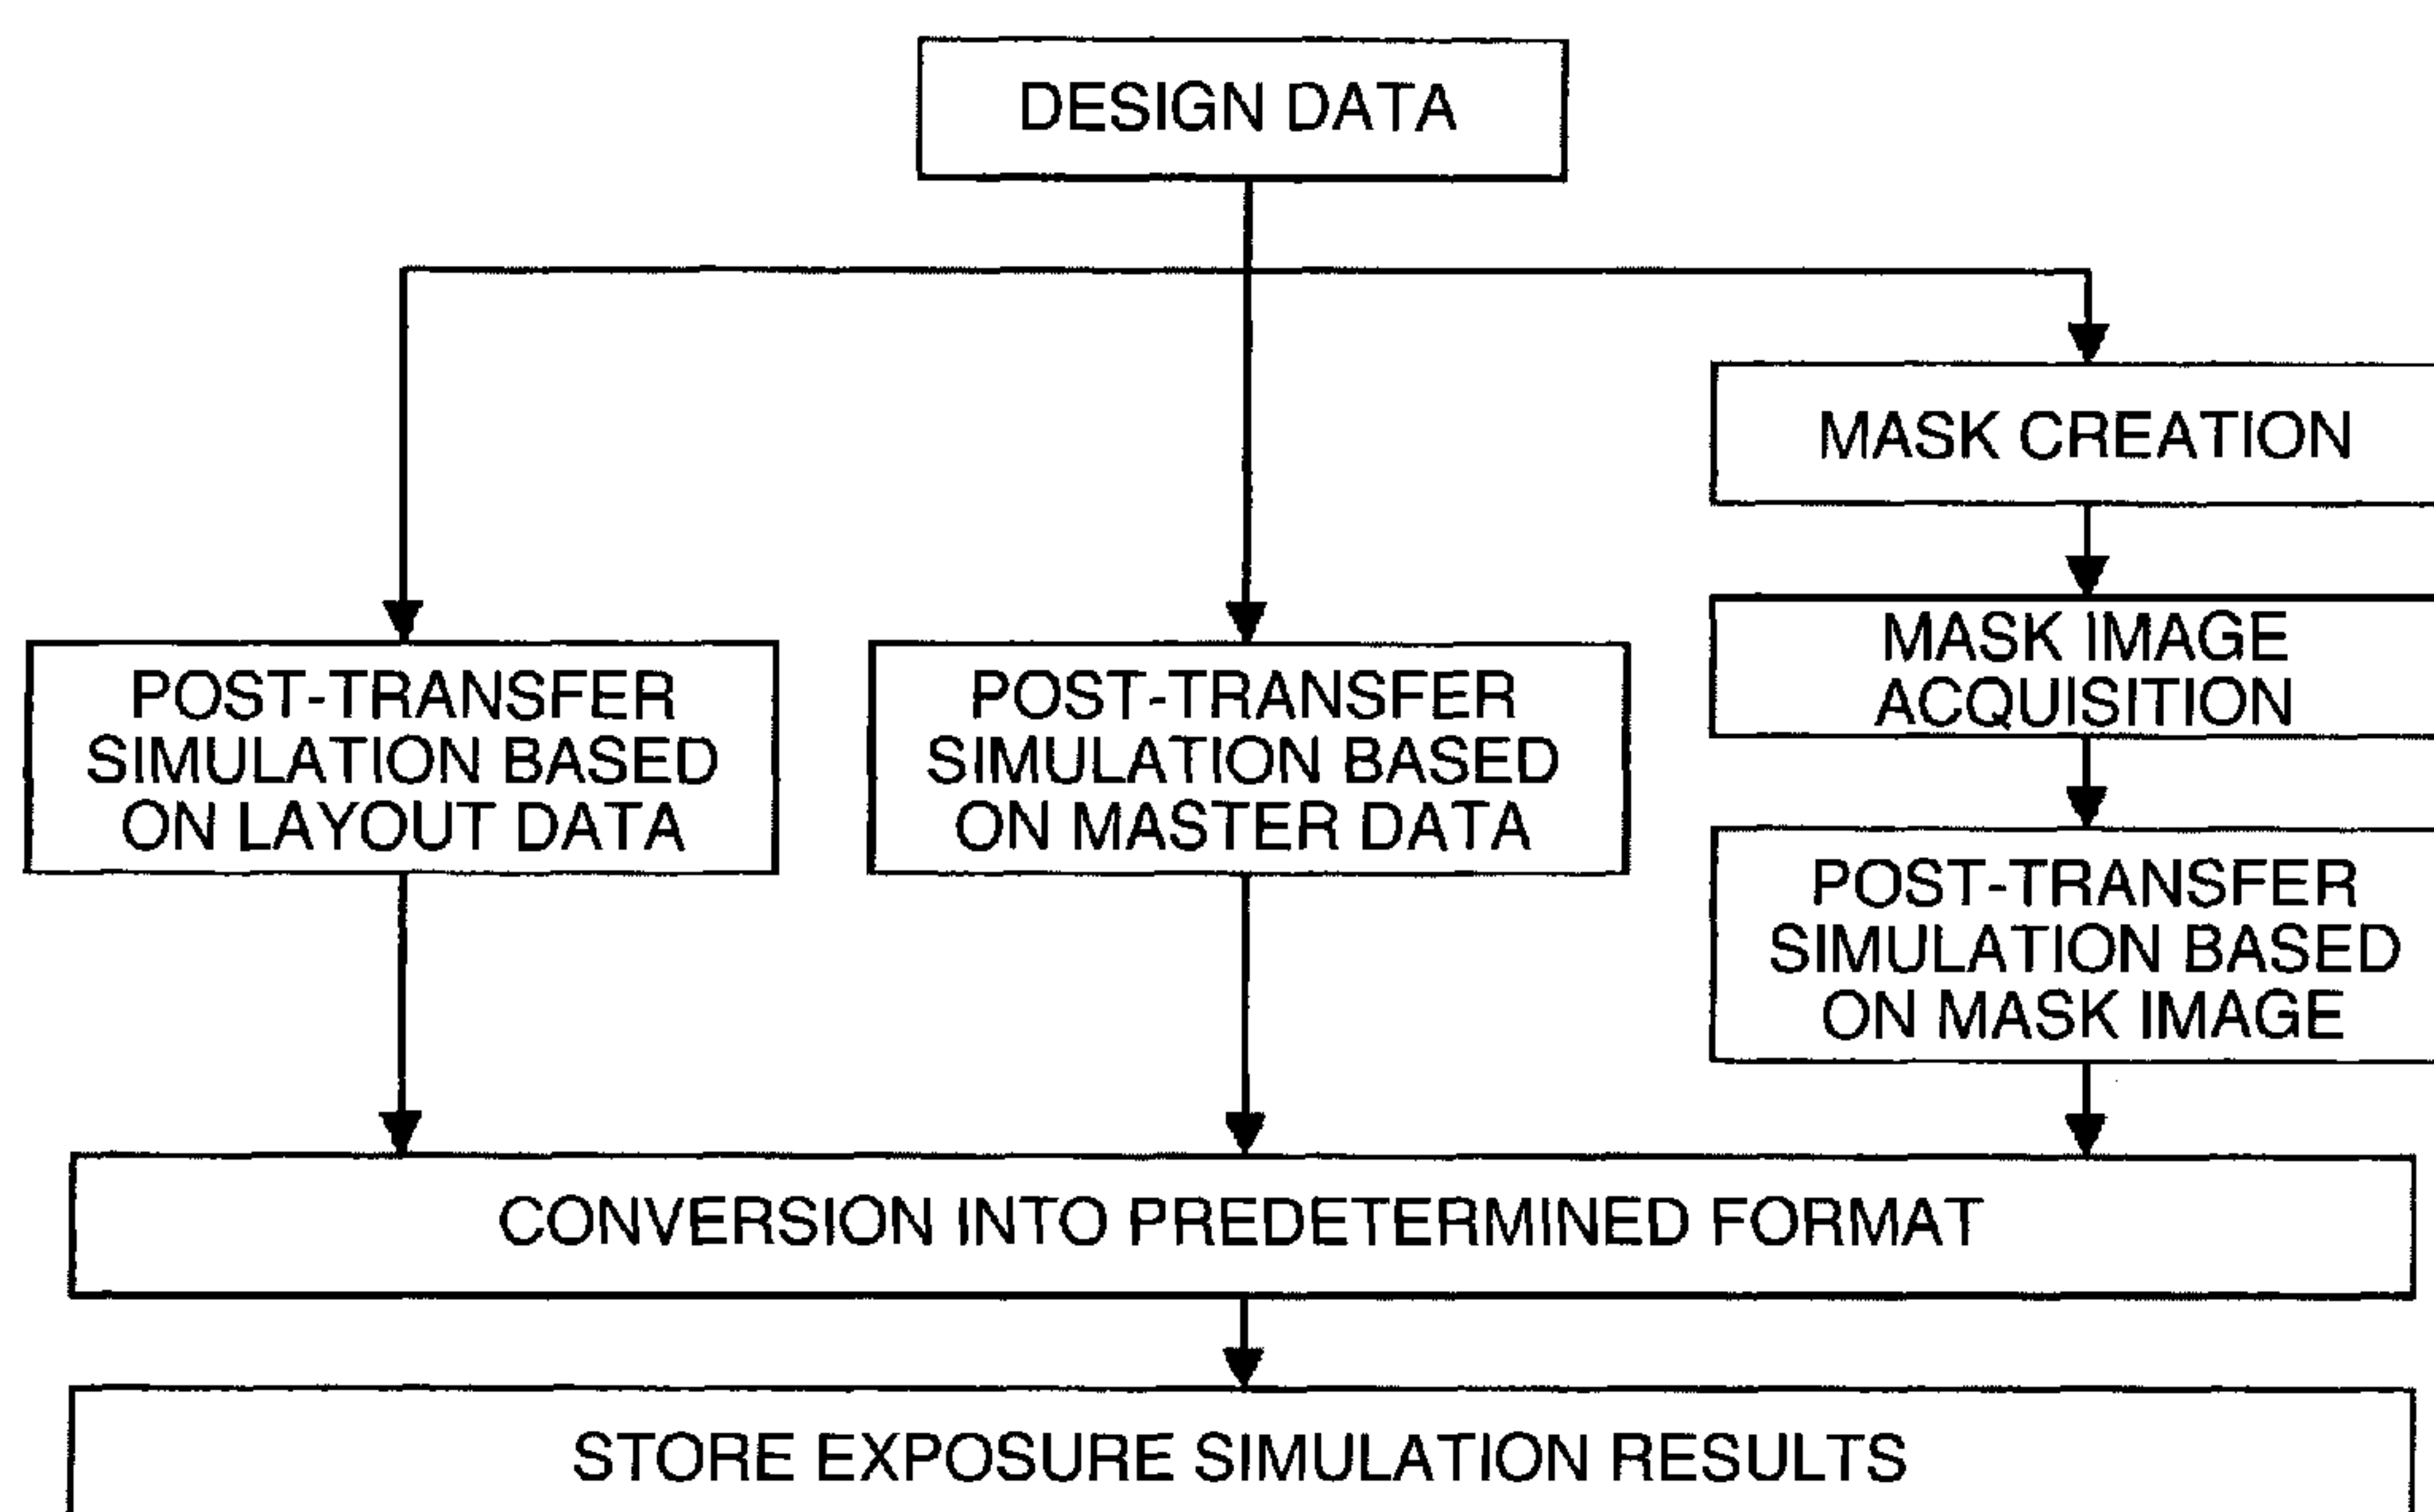 DESIGN DATA
MASK CREATION
MASK IMAGE
ACQUISITION
POST-TRANSFER
SIMULATION BASED
ON LAYOUT DATA
POST-TRANSFER
SIMULATION BASED
ON MASTER DATA
POST-TRANSFER
SIMULATION BASED
ON MASK IMAGE
CONVERSION INTO PREDETERMINED FORMAT
STORE EXPOSURE SIMULATION RESULTS